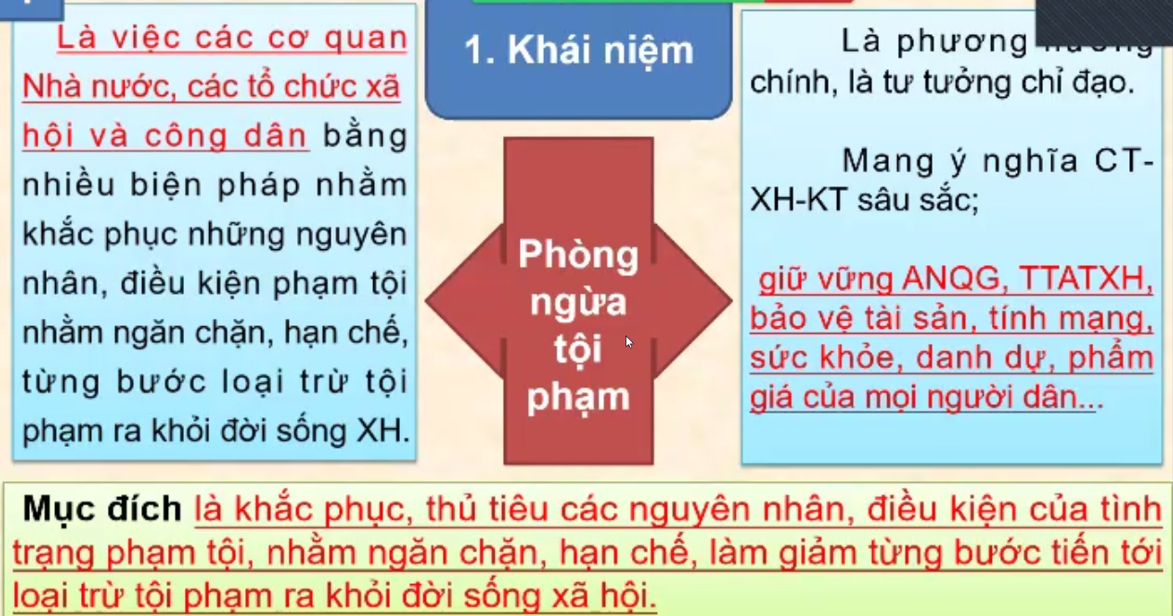 Là việc các cơ quan
Nhà nước, các tổ chức xã
hội và công dân bằng
nhiều biện pháp nhằm
khắc phục những nguyên
nhân, điều kiện phạm tội
nhằm ngăn chặn, hạn chế,
từng bước loại trừ tội
phạm ra khỏi đời sống XH.
1. Khái niệm
Phòng
ngừa
tội
phạm
Là phương
chính, là tư tưởng chỉ đạo.
Mang ý nghĩa CT-
XH-KT sâu sắc;
giữ vững ANQG, TTATXH,
bảo vệ tài sản, tính mạng,
sức khỏe, danh dự, phẩm
giá của mọi người dân...
Mục đích là khắc phục, thủ tiêu các nguyên nhân, điều kiện của tình
trạng phạm tội, nhằm ngăn chặn, hạn chế, làm giảm từng bước tiến tới
loại trừ tội phạm ra khỏi đời sống xã hội.